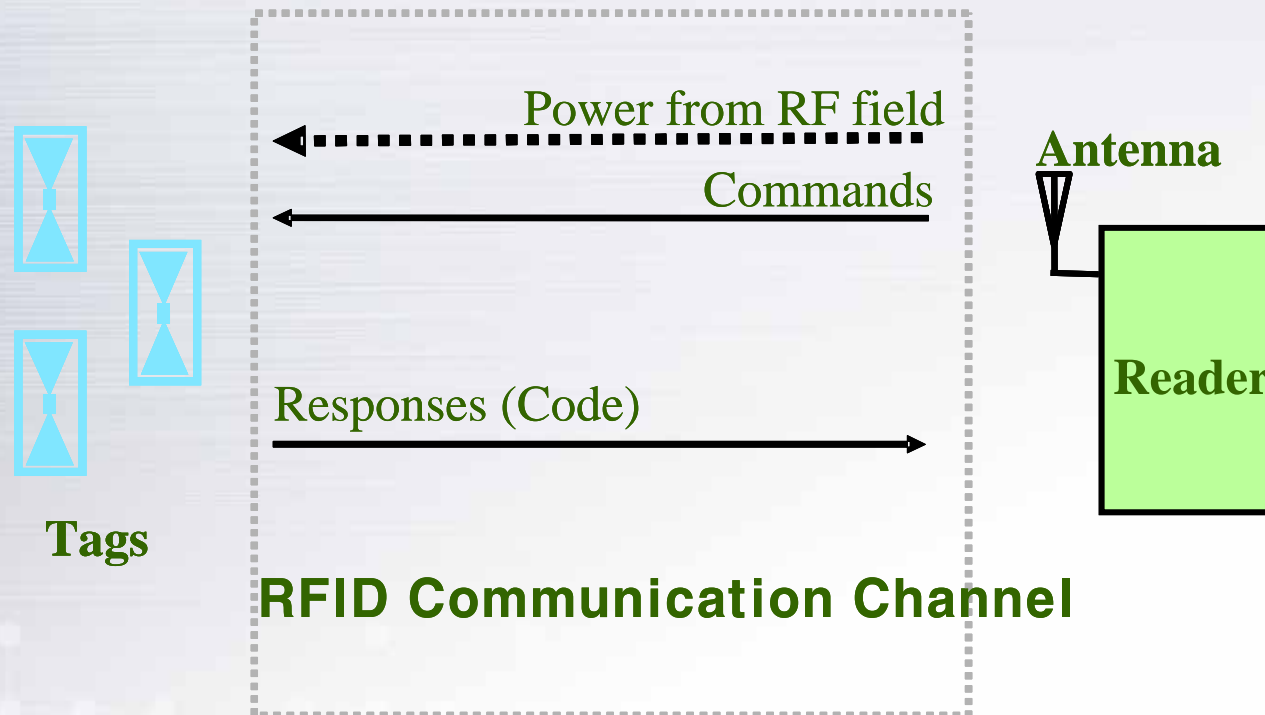 Power from RF field
Antenna
Commands
Reader
Responses (Code)
Tags
RFID Communication Channel